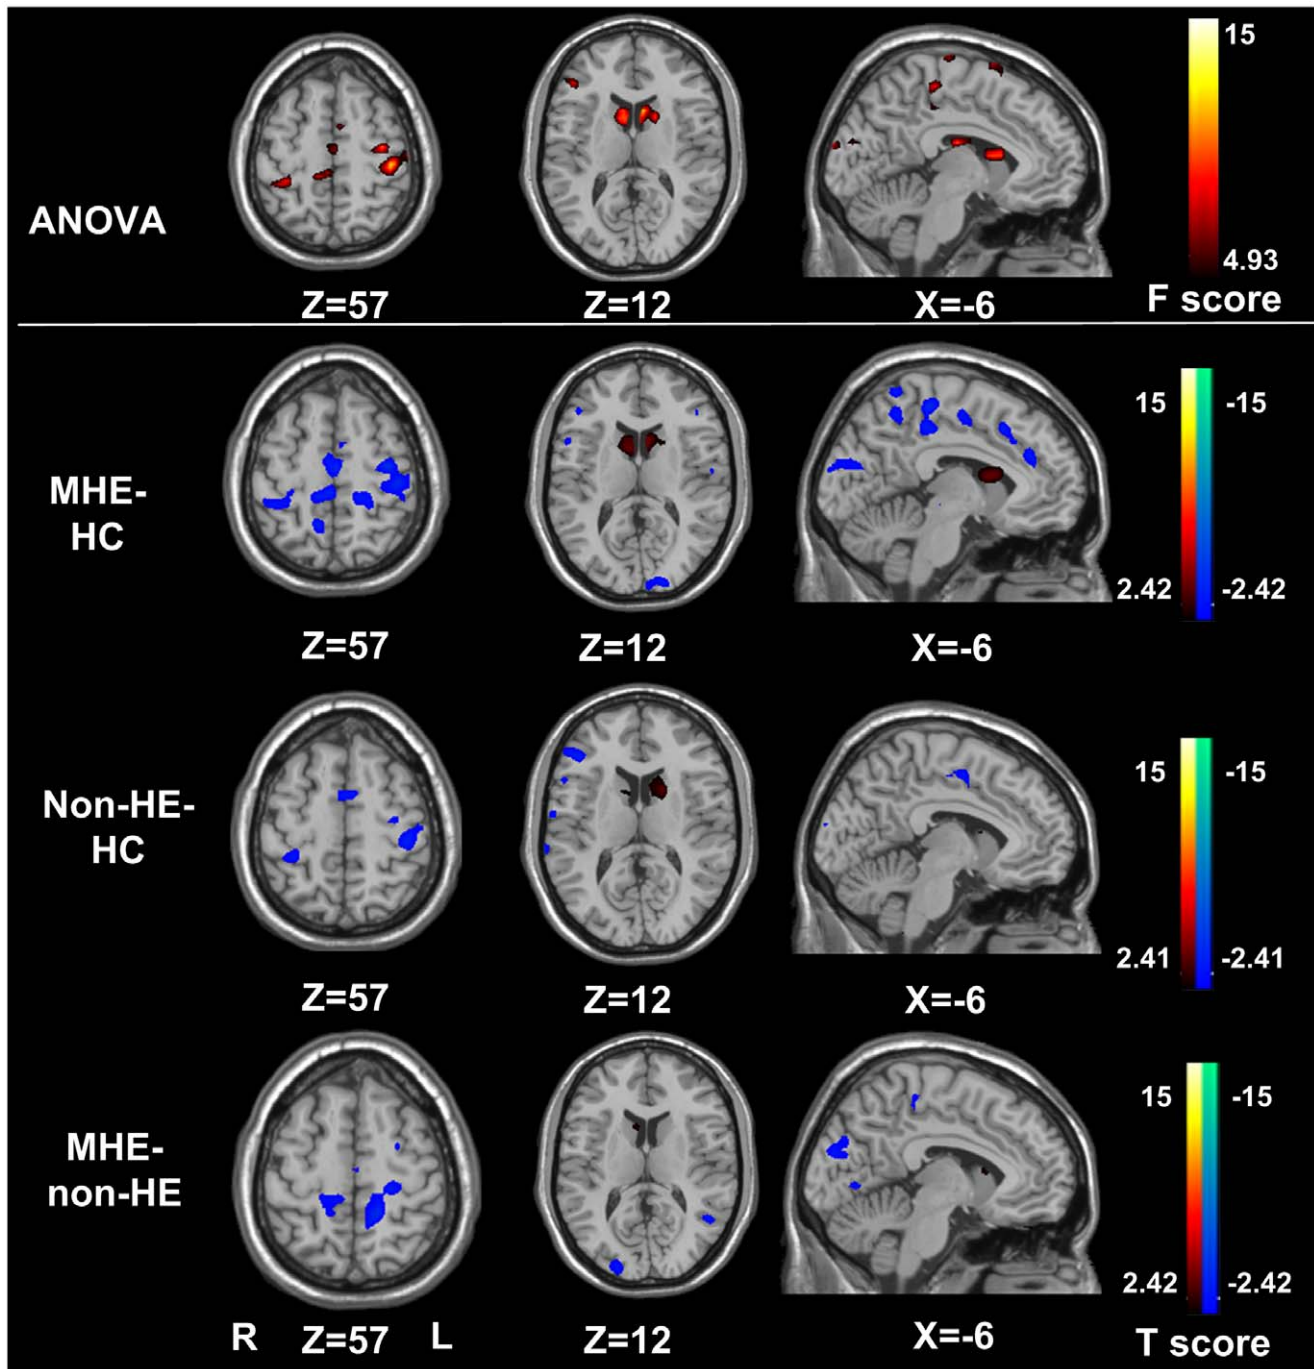 15
ANOVA
4.93
Z=57 Z=12 X=-6 F score
15 -15
MHE-
HC
2.42 -2.42
Z=57 Z=12 X=-6
15 -15
Non-HE-
HC
2.41 -2.41
Z=57 Z=12 X=-6
15 -15
MHE-
non-HE
2.42 -2.42
R Z=57 L Z=12 X=-6 T score